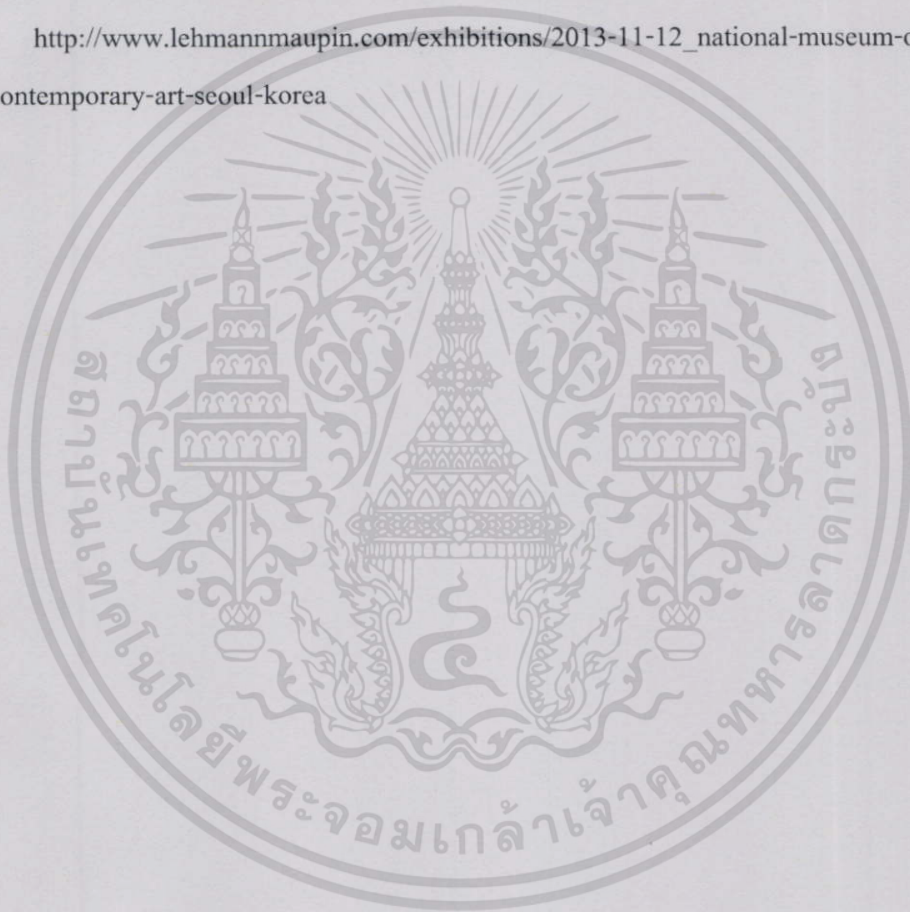 http://www.lehmannmaupin.com/exhibitions/2013-11-12_national-museum-o
ontemporary-art-seoul-korea
สถาบันเทคโนโลยีพระจอมเกล้าเจ้าคุณทหารลาดกระบัง
๔